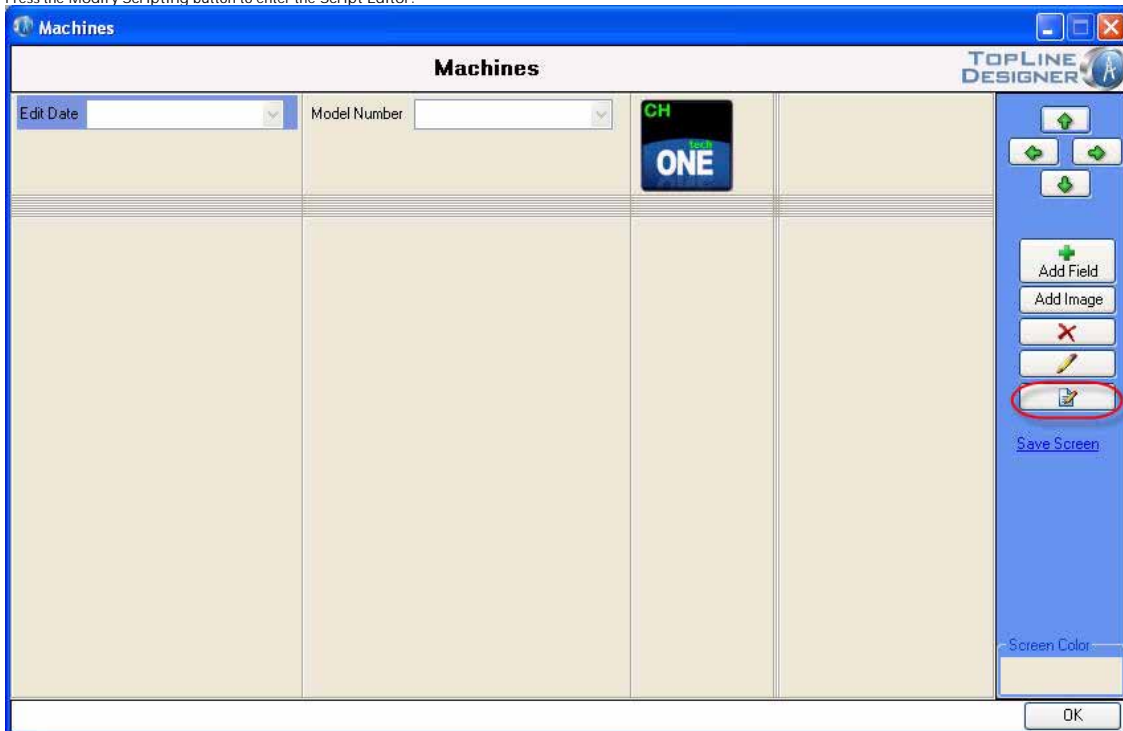 Press the Modify Scripting button to enter the Script Editor.
Machines
Machines
TOPLINE
DESIGNER
Edit Date
Model Number
CH
tech
ONE
Add Field
Add Image
Save Screen
Screen Color
OK